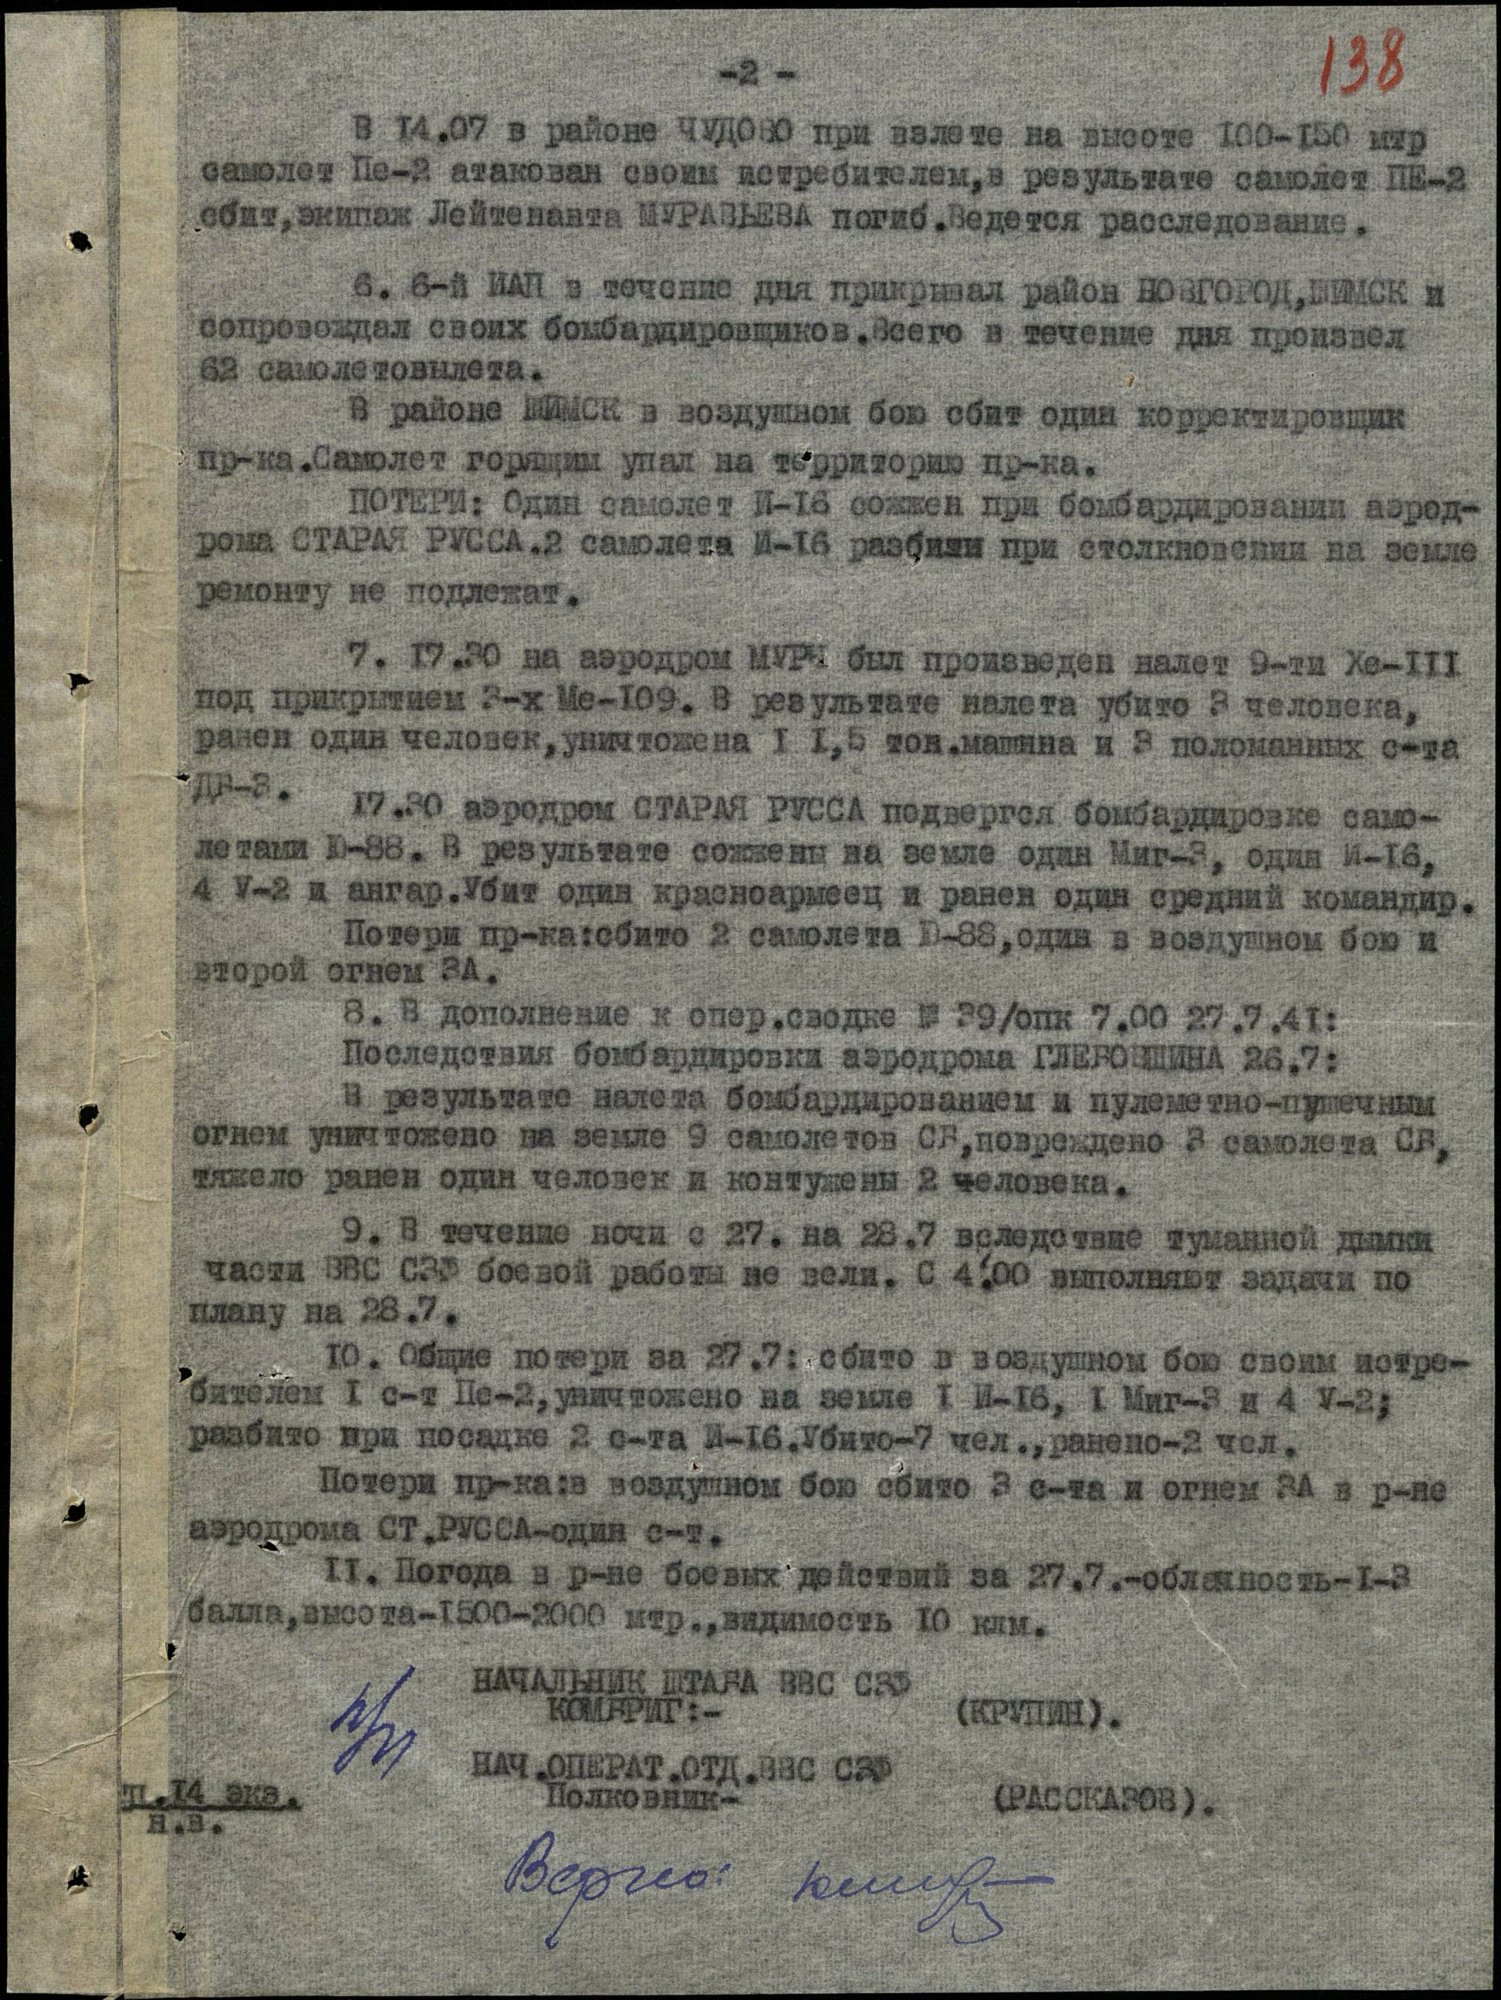 -2 -
138
В 14.07 в районе ЧУДОВО при взлете на высоте 100-150 мтр
самолет Пе-2 атакован своим истребителем,в результате самолет ПЕ-2
сбит,экипаж Лейтенанта МУРАВЬЕВА погиб.Ведется расследование.
6. 6-й ИАП в течение дня прикрывал район НОВГОРОД,ШИМСК и
сопровождал своих бомбардировщиков.Всего в течение дня произвел
62 самолетовылета.
В районе ШИМСК в воздушном бою сбит один корректировщик
пр-ка.Самолет горящим упал на территорию пр-ка.
ПОТЕРИ: Один самолет И-16 сожжен при бомбардировании аэрод-
рома СТАРАЯ РУССА.2 самолета И-16 разбили при столкновении на земле
ремонту не подлежат.
7. 17.30 на аэродром МУРИ был произведен налет 9-ти Хе-III
под прикрытием 3-х Ме-109. В результате налета убито 3 человека,
ранен один человек,уничтожена I I,5 тон.машина и 3 поломанных с-та
ДБ-3.
17.30 аэродром СТАРАЯ РУССА подвергся бомбардировке само-
летами Ю-88. В результате сожжены на земле один Миг-3, один И-16,
4 У-2 и ангар.Убит один красноармеец и ранен один средний командир.
Потери пр-ка:сбито 2 самолета Ю-88,один в воздушном бою и
второй огнем ЗА.
8. В дополнение к опер.сводке № 39/опк 7.00 27.7.41:
Последствия бомбардировки аэродрома ГЛЕБОВЩИНА 26.7:
В результате налета бомбардированием и пулеметно-пушечным
огнем уничтожено на земле 9 самолетов СБ,повреждено 3 самолета СБ,
тяжело ранен один человек и контужены 2 человека.
9. В течение ночи с 27. на 28.7 вследствие туманной дымки
части ВВС СЗФ боевой работы не вели. С 4.00 выполняют задачи по
плану на 28.7.
10. Общие потери за 27.7: сбито в воздушном бою своим истре-
бителем I с-т Пе-2,уничтожено на земле I И-16, I Миг-3 и 4 У-2;
разбито при посадке 2 с-та И-16.Убито-7 чел.,ранено-2 чел.
Потери пр-ка:в воздушном бою сбито 3 с-та и огнем ЗА в р-не
аэродрома СТ.РУССА-один с-т.
II. Погода в р-не боевых действий за 27.7.-облачность-I-3
балла,высота-1500-2000 мтр.,видимость 10 клм.
НАЧАЛЬНИК ШТАБА ВВС СЗФ
КОМБРИГ:- (КРУПИН).
п/п
НАЧ.ОПЕРАТ.ОТД.ВВС СЗФ
Полковник- (РАССКАЗОВ).
п.14 экз.
н.в.
Верно: